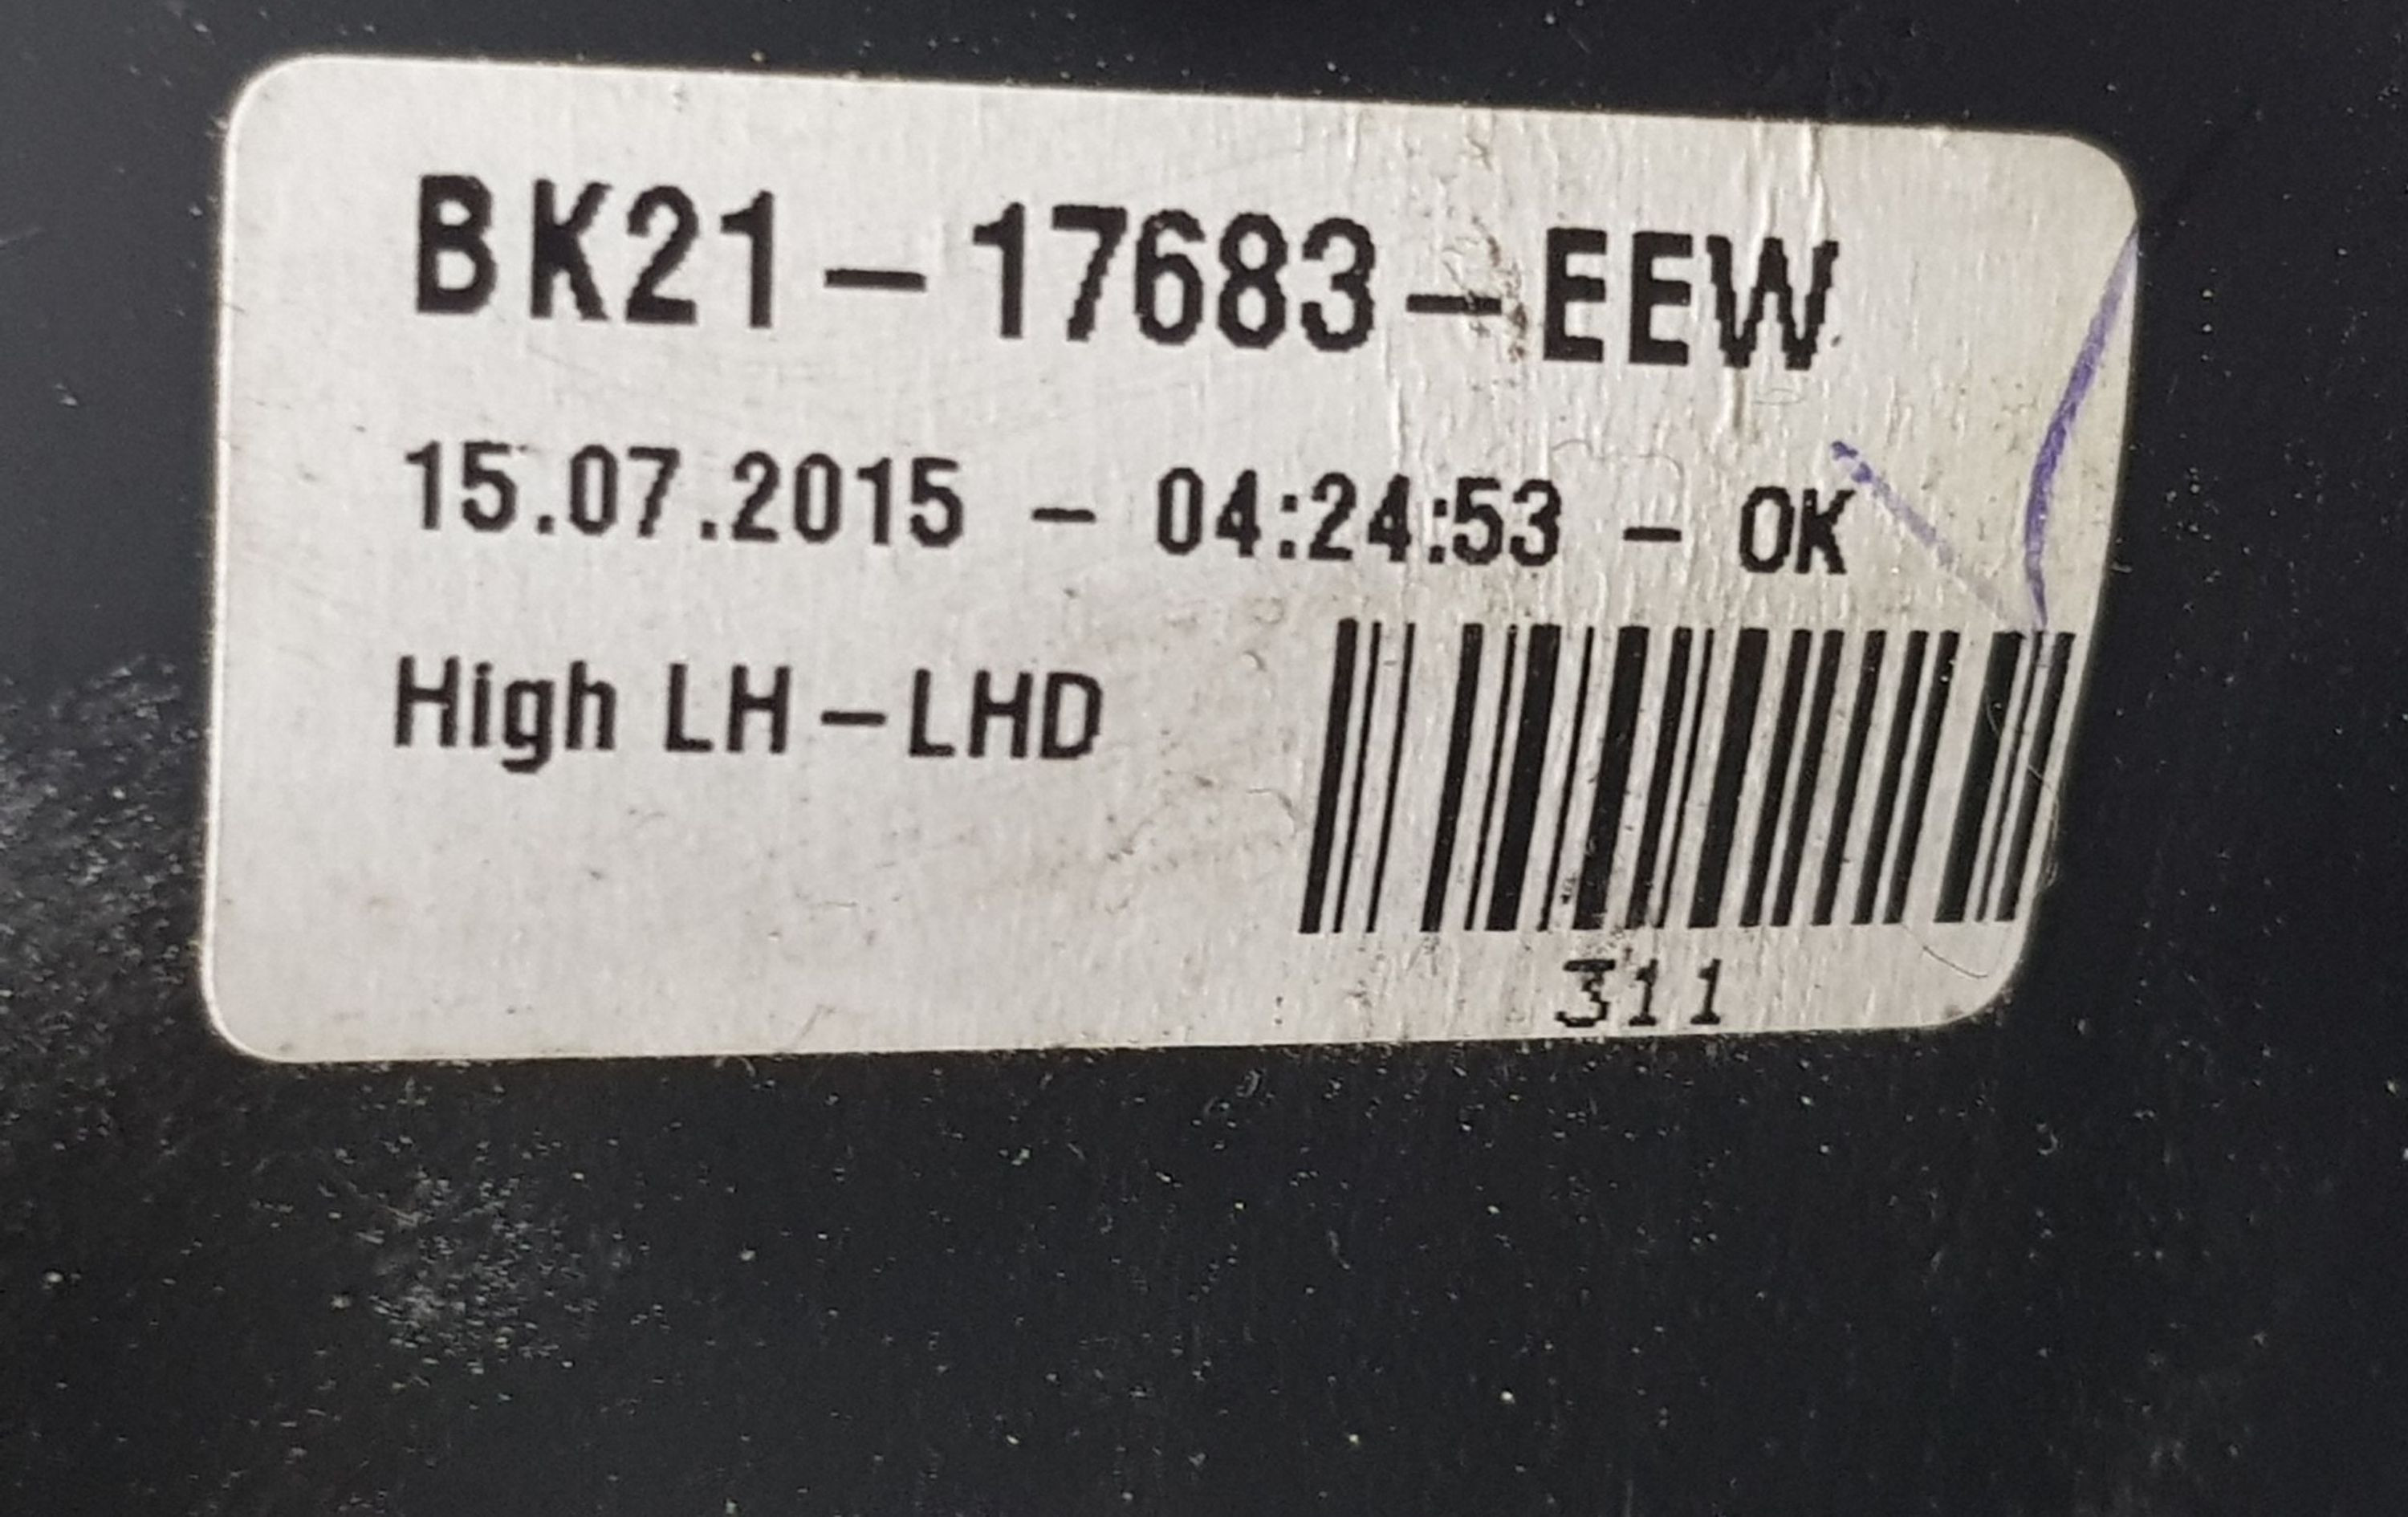 BK21-17683-EEW
15.07.2015 - 04:24:53 - OK
High LH-LHD
311